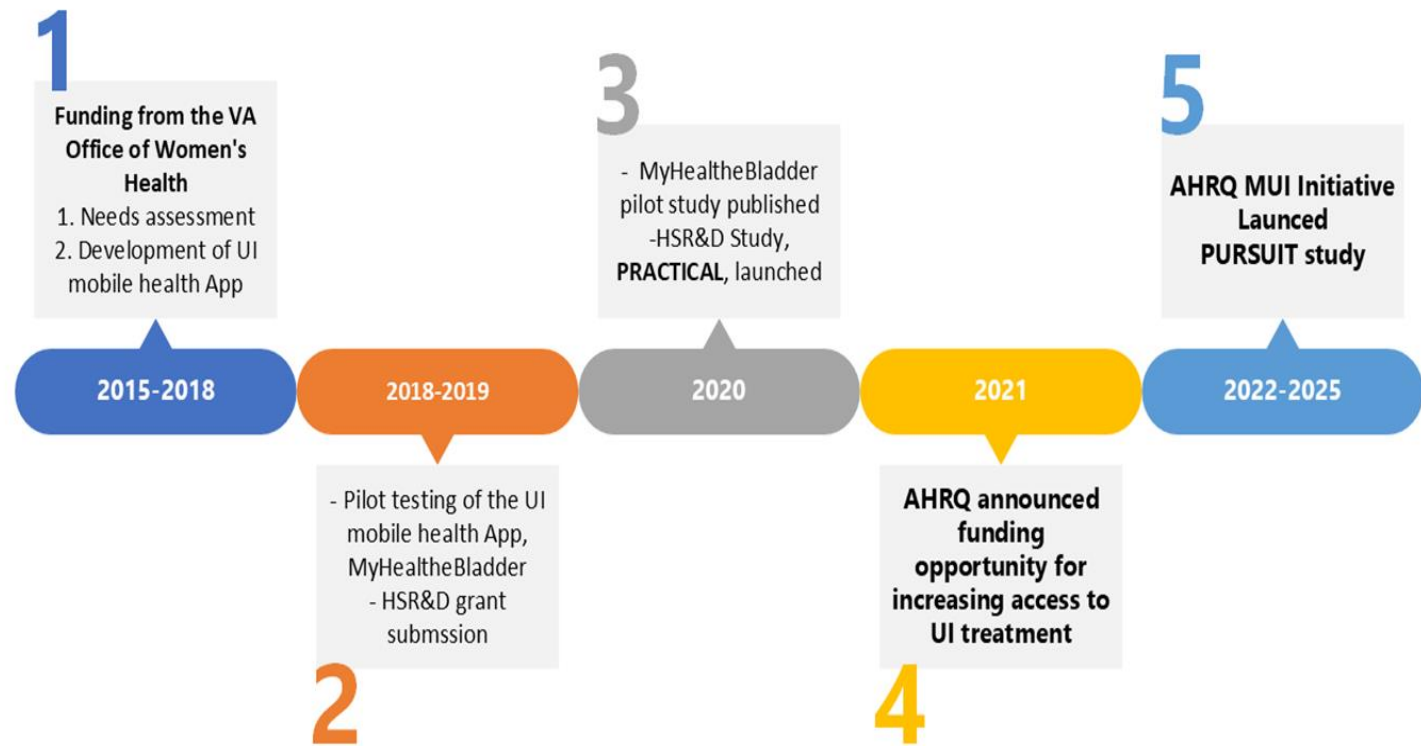 1
Funding from the VA
Office of Women's
Health
1. Needs assessment
2. Development of UI
mobile health App
2015-2018
2018-2019
- Pilot testing of the UI
mobile health App,
MyHealtheBladder
- HSR&D grant
submssion
2
3
- MyHealtheBladder
pilot study published
-HSR&D Study,
PRACTICAL, launched
2020
2021
AHRQ announced
funding
opportunity for
increasing access to
UI treatment
4
5
AHRQ MUI Initiative
Launced
PURSUIT study
2022-2025